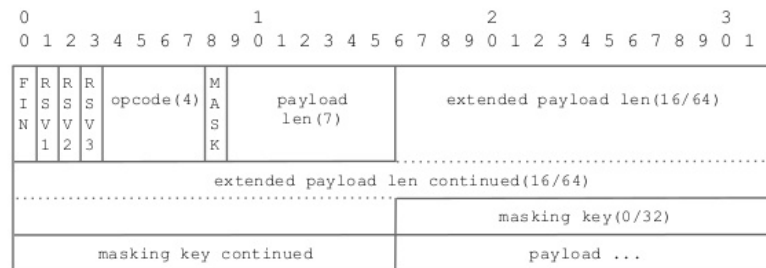 0 1 2 3
0 1 2 3 4 5 6 7 8 9 0 1 2 3 4 5 6 7 8 9 0 1 2 3 4 5 6 7 8 9 0 1
F R R R M
I S S S opcode(4) A payload extended payload len(16/64)
N V V V S len(7)
1 2 3 K
extended payload len continued(16/64)
masking key(0/32)
masking key continued payload ...